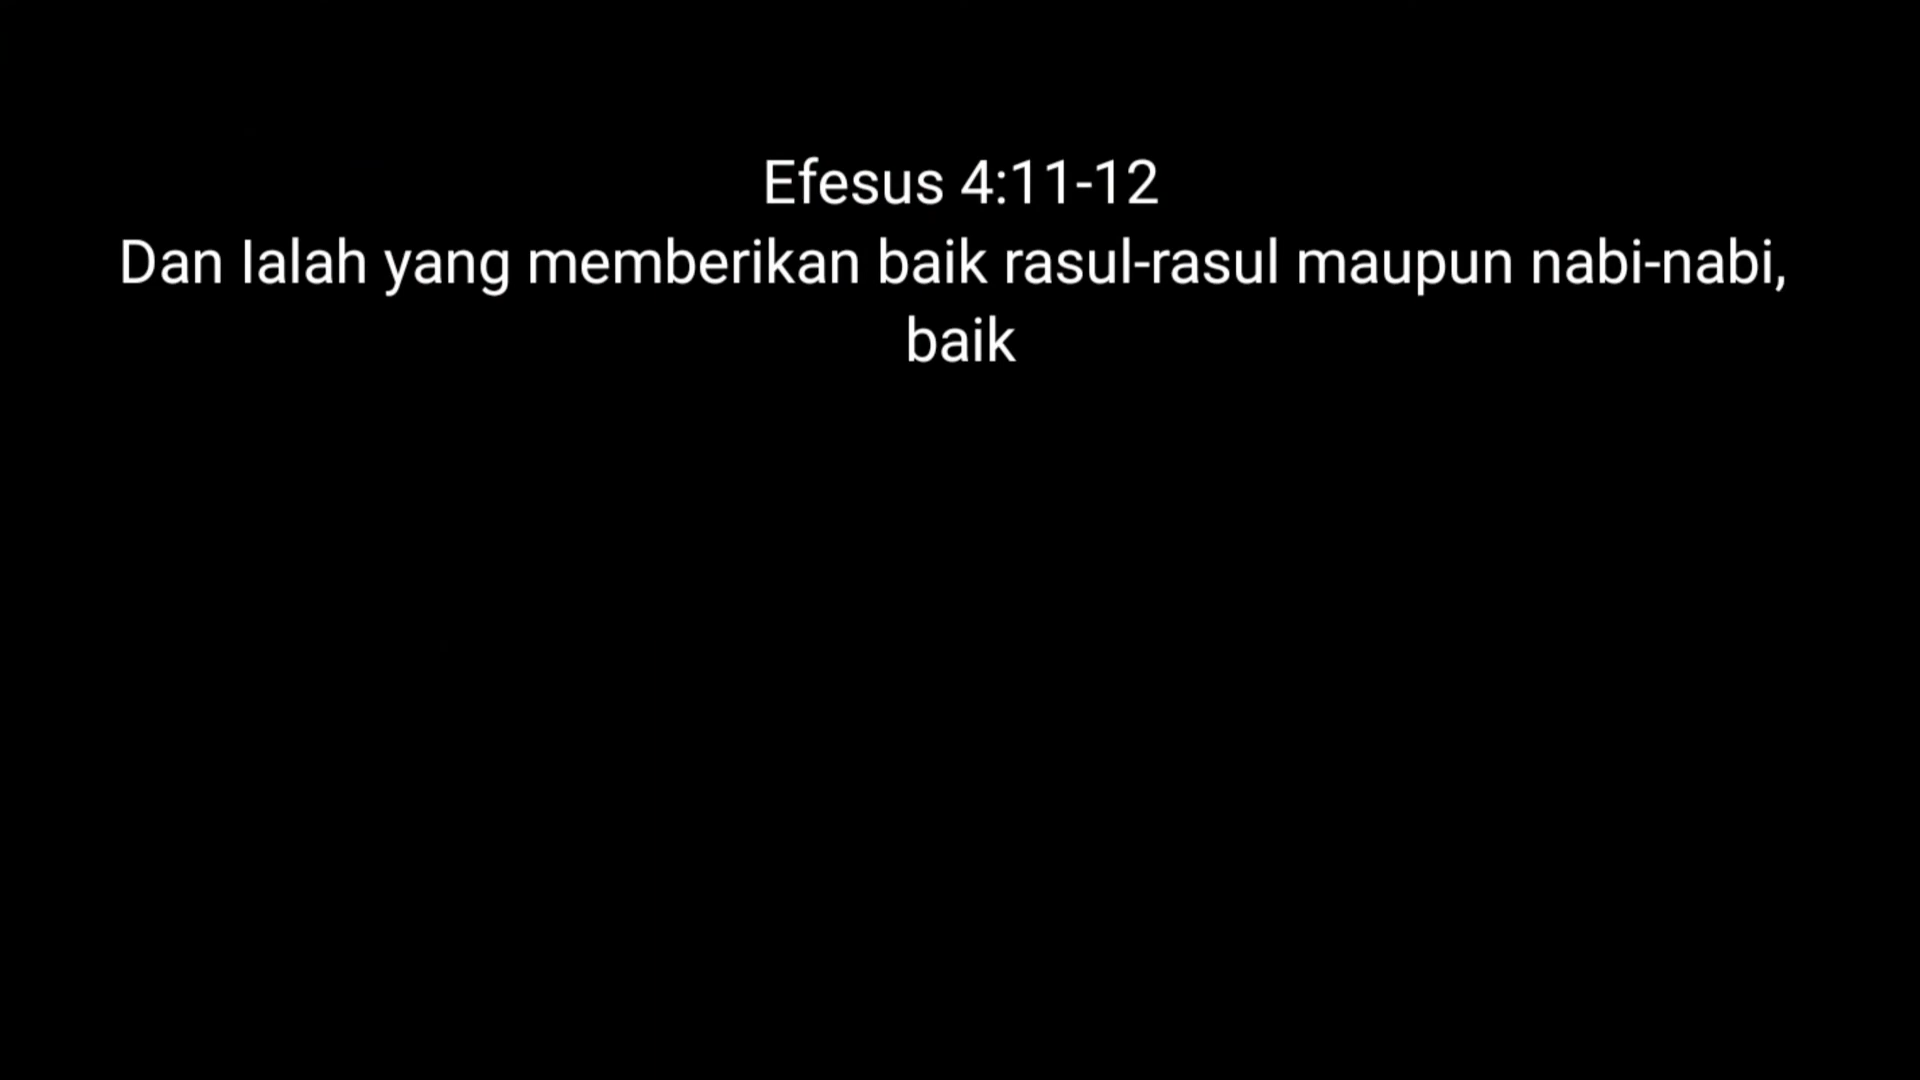 Efesus 4:11-12
Dan Ialah yang memberikan baik rasul-rasul maupun nabi-nabi,
baik